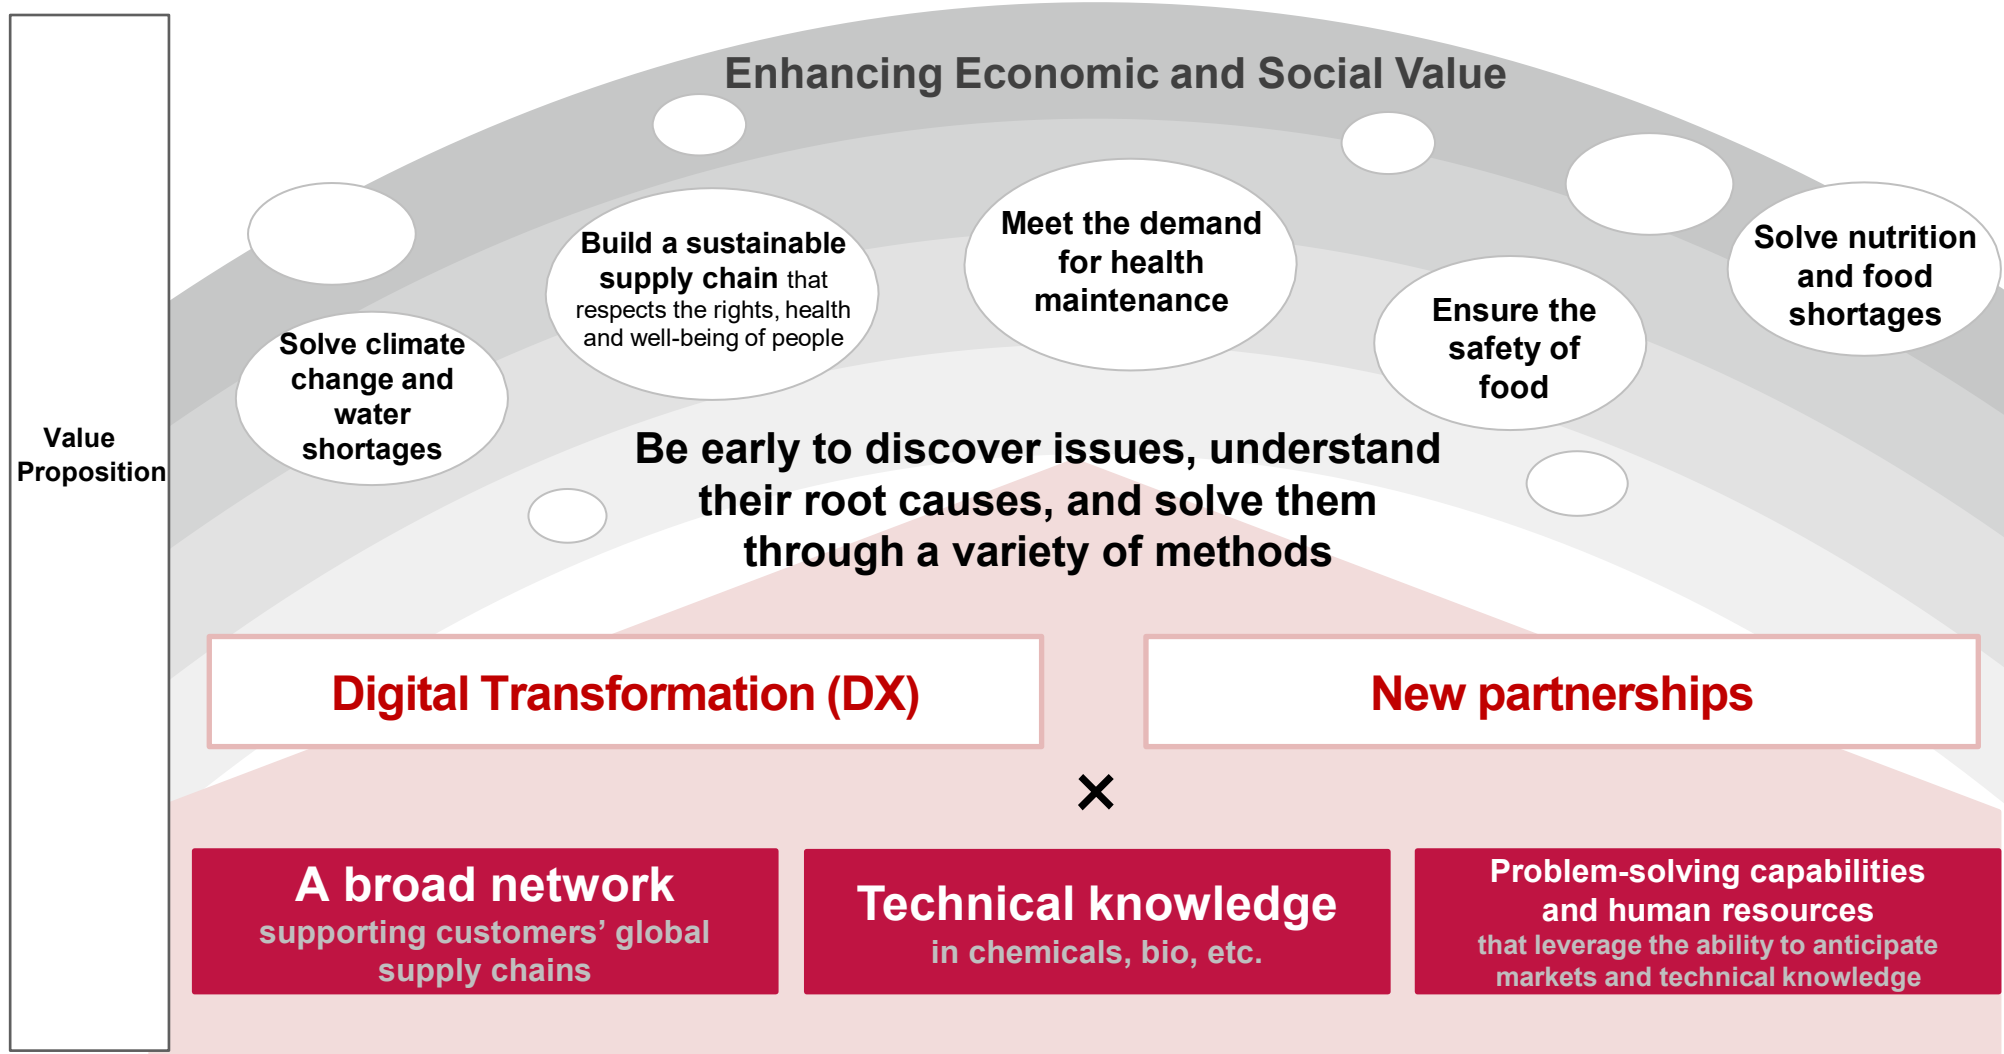 Value
Proposition
Enhancing Economic and Social Value
Solve climate
change and
water
shortages
Build a sustainable
supply chain that
respects the rights, health
and well-being of people
Meet the demand
for health
maintenance
Ensure the
safety of
food
Solve nutrition
and food
shortages
Be early to discover issues, understand
their root causes, and solve them
through a variety of methods
Digital Transformation (DX)
New partnerships
×
A broad network
supporting customers’ global
supply chains
Technical knowledge
in chemicals, bio, etc.
Problem-solving capabilities
and human resources
that leverage the ability to anticipate
markets and technical knowledge